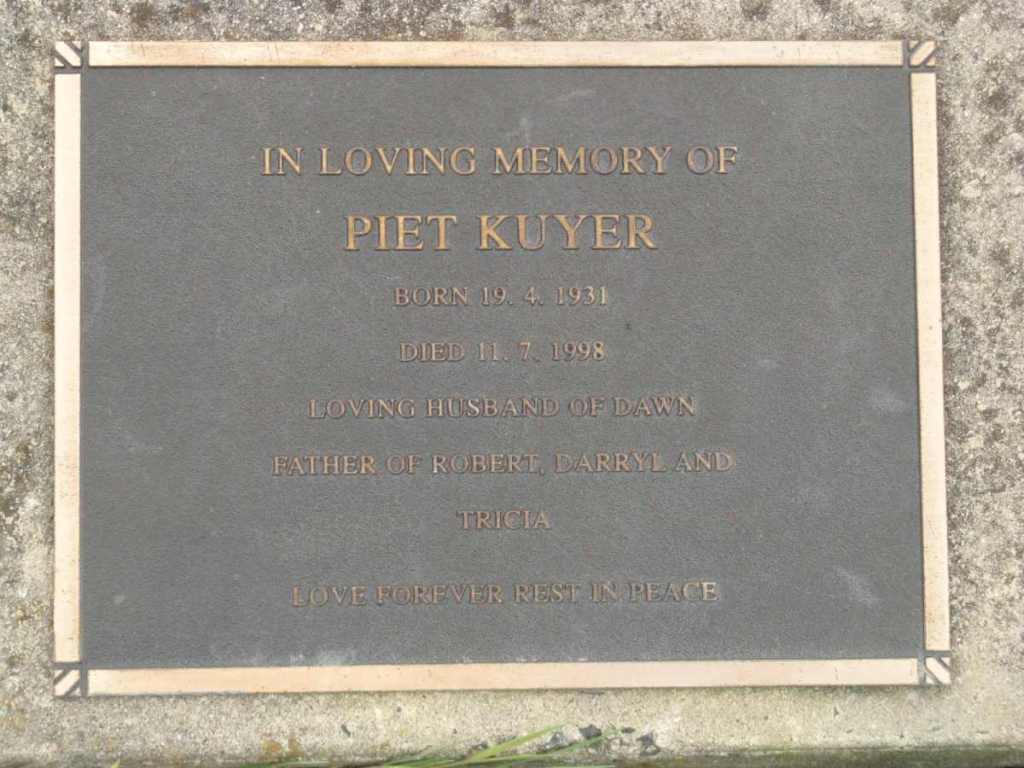 IN LOVING MEMORY OF
PIET KUYER
BORN 19. 4. 1931
DIED 11. 7. 1998
LOVING HUSBAND OF DAWN
FATHER OF ROBERT, DARRYL AND
TRICIA
LOVE FOREVER REST IN PEACE